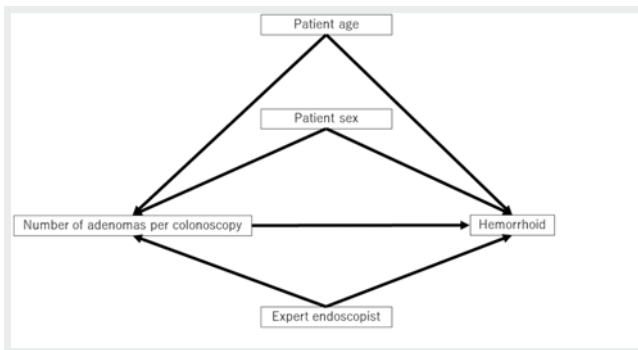 Patient age
Patient sex
Number of adenomas per colonoscopy
Hemorrhoid
Expert endoscopist